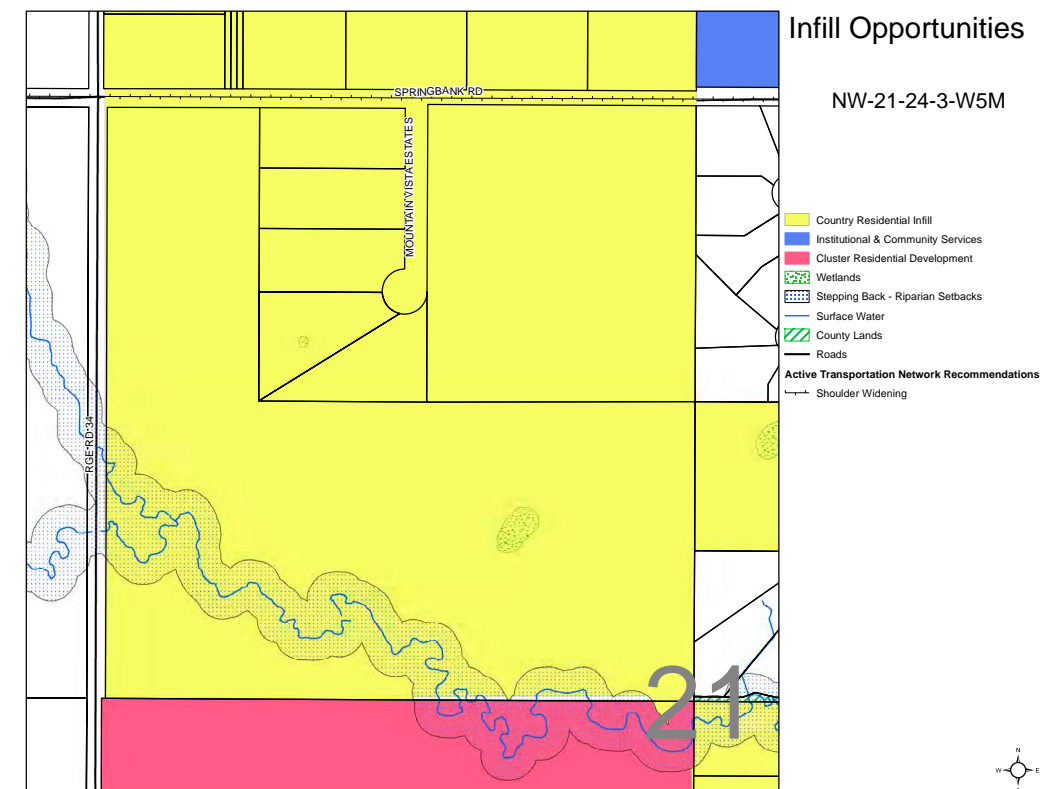 Infill Opportunities
NW-21-24-3-W5M
SPRINGBANK RD
MOUNTAIN VISTA ESTATES
RGE RD 34
21
Country Residential Infill
Institutional & Community Services
Cluster Residential Development
Wetlands
Stepping Back - Riparian Setbacks
Surface Water
County Lands
Roads
Active Transportation Network Recommendations
Shoulder Widening
N
W
E